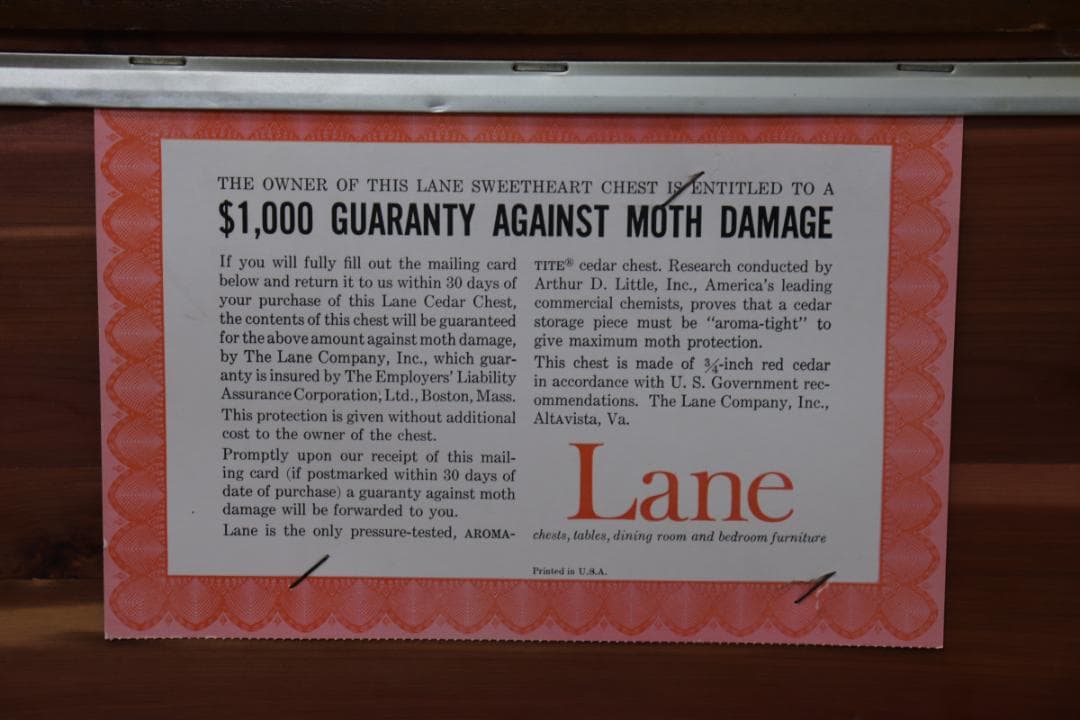 THE OWNER OF THIS LANE SWEETHEART CHEST IS ENTITLED TO A
$1,000 GUARANTY AGAINST MOTH DAMAGE
If you will fully fill out the mailing card
below and return it to us within 30 days of
your purchase of this Lane Cedar Chest,
the contents of this chest will be guaranteed
for the above amount against moth damage,
by The Lane Company, Inc., which guar-
anty is insured by The Employers' Liability
Assurance Corporation, Ltd., Boston, Mass.
This protection is given without additional
cost to the owner of the chest.
Promptly upon our receipt of this mail-
ing card (if postmarked within 30 days of
date of purchase) a guaranty against moth
damage will be forwarded to you.
Lane is the only pressure-tested, AROMA-
TITE® cedar chest. Research conducted by
Arthur D. Little, Inc., America's leading
commercial chemists, proves that a cedar
storage piece must be "aroma-tight" to
give maximum moth protection.
This chest is made of ¾-inch red cedar
in accordance with U. S. Government rec-
ommendations. The Lane Company, Inc.,
Altavista, Va.
Lane
chests, tables, dining room and bedroom furniture
Printed in U.S.A.